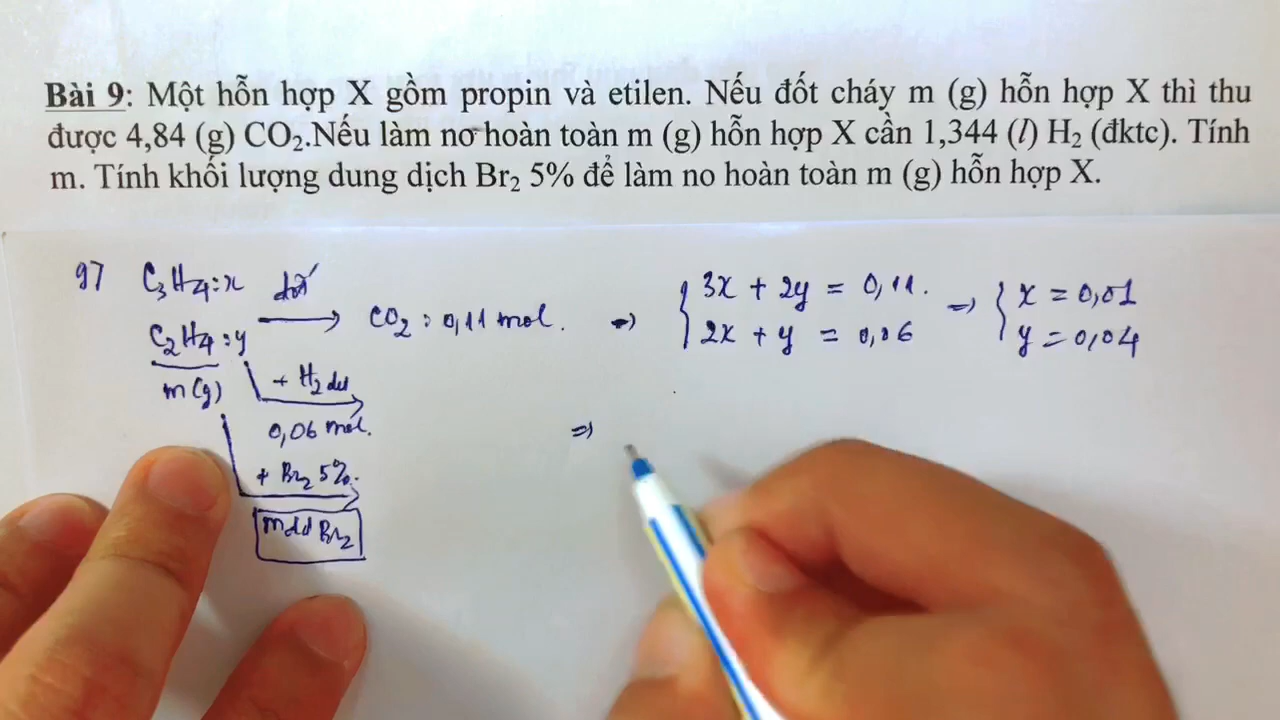 Bài 9: Một hỗn hợp X gồm propin và etilen. Nếu đốt cháy m (g) hỗn hợp X thì thu
được 4,84 (g) CO₂.Nếu làm nơ hoàn toàn m (g) hỗn hợp X cần 1,344 (l) H₂ (đktc). Tính
m. Tính khối lượng dung dịch Br₂ 5% để làm no hoàn toàn m (g) hỗn hợp X.
97 C₃H₄: x đốt
C₂H₄: y
m(g)
CO₂: 0,11 mol. => 3x + 2y = 0,11.
2x + y = 0,06
=> x = 0,01
y = 0,04
+ H₂ dư
0,06 mol.
=>
+ Br₂ 5%.
mdd Br₂